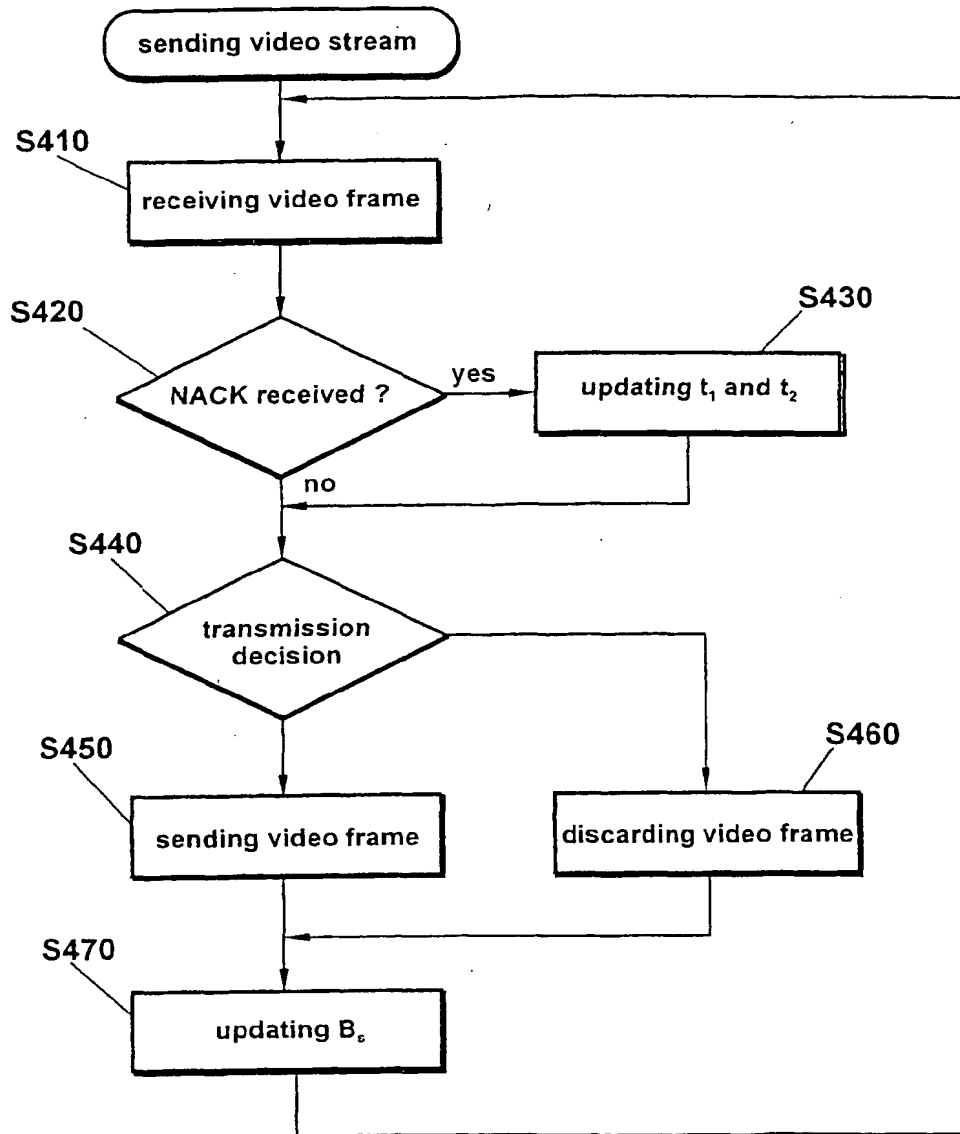 sending video stream
S410
receiving video frame
S420
NACK received ?
yes
S430
updating t₁ and t₂
no
S440
transmission
decision
S450
sending video frame
S460
discarding video frame
S470
updating Bₛ